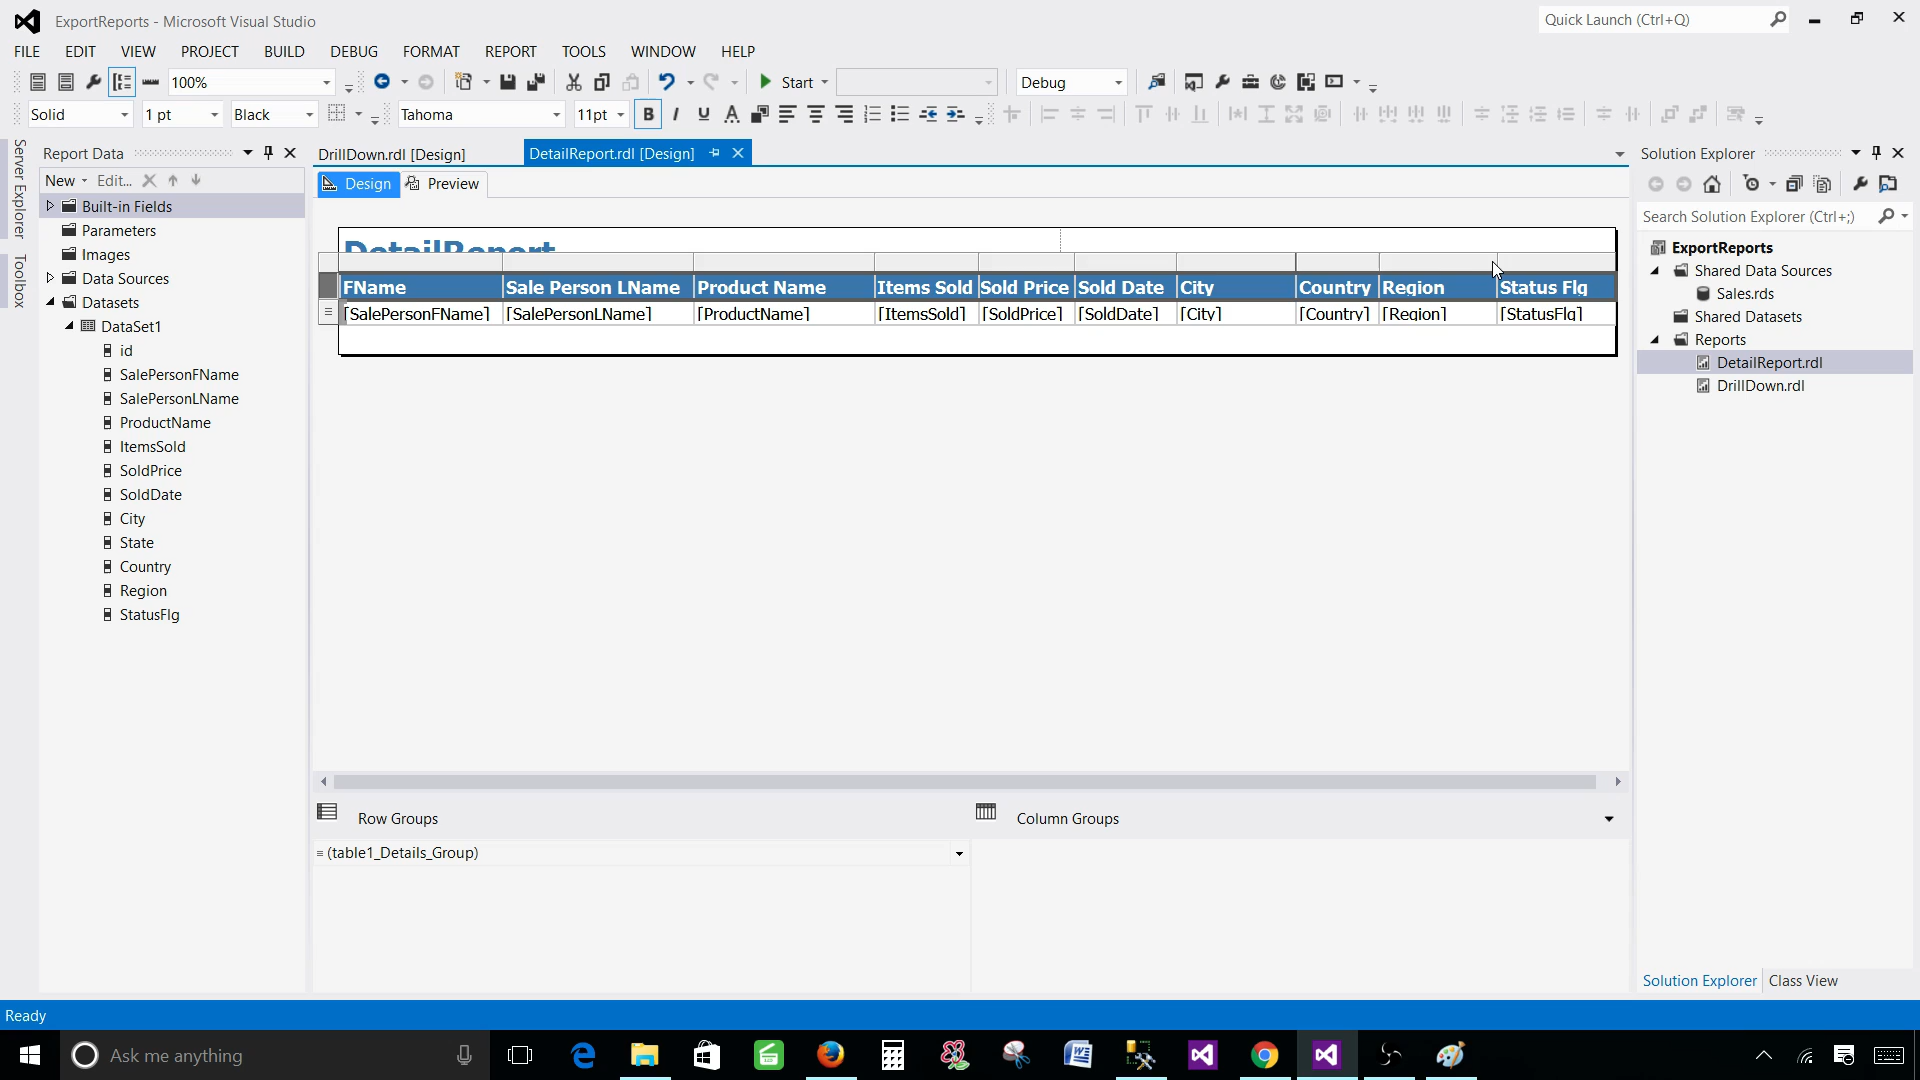 ExportReports - Microsoft Visual Studio
Quick Launch (Ctrl+Q)
FILE EDIT VIEW PROJECT BUILD DEBUG FORMAT REPORT TOOLS WINDOW HELP
100% Start Debug
Solid 1 pt Black Tahoma 11pt B I U A
Server Explorer
Toolbox
Report Data
New Edit...
Built-in Fields
Parameters
Images
Data Sources
Datasets
DataSet1
id
SalePersonFName
SalePersonLName
ProductName
ItemsSold
SoldPrice
SoldDate
City
State
Country
Region
StatusFlg
DrillDown.rdl [Design] DetailReport.rdl [Design]
Design Preview
DetailReport
FName Sale Person LName Product Name Items Sold Sold Price Sold Date City Country Region Status Flg
[SalePersonFName] [SalePersonLName] [ProductName] [ItemsSold] [SoldPrice] [SoldDate] [City] [Country] [Region] [StatusFlg]
Row Groups
Column Groups
(table1_Details_Group)
Solution Explorer
Search Solution Explorer (Ctrl+;)
ExportReports
Shared Data Sources
Sales.rds
Shared Datasets
Reports
DetailReport.rdl
DrillDown.rdl
Solution Explorer Class View
Ready
Ask me anything